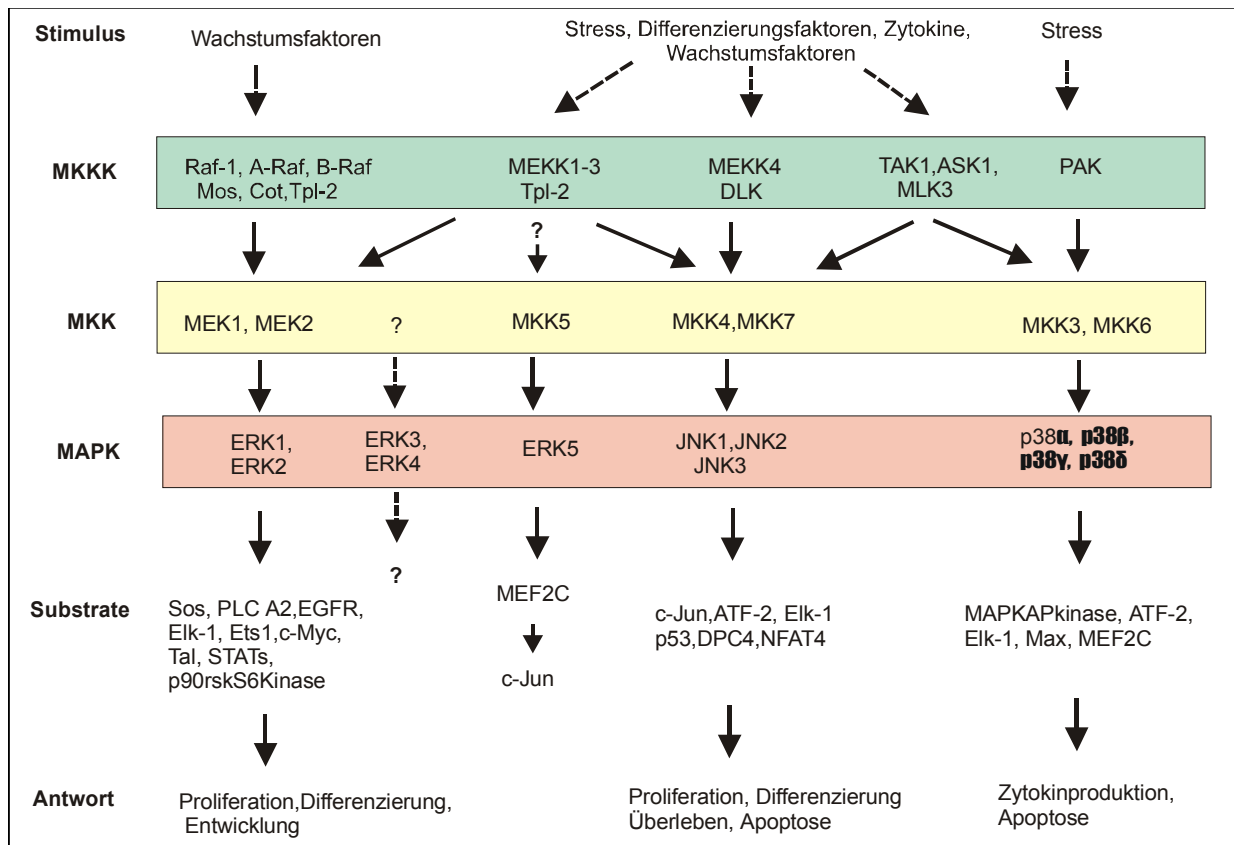 Stimulus
Wachstumsfaktoren
Stress, Differenzierungsfaktoren, Zytokine,
Wachstumsfaktoren
Stress
MKKK
Raf-1, A-Raf, B-Raf
Mos, Cot,Tpl-2
MEKK1-3
Tpl-2
MEKK4
DLK
TAK1,ASK1,
MLK3
PAK
?
MKK
MEK1, MEK2
?
MKK5
MKK4,MKK7
MKK3, MKK6
MAPK
ERK1,
ERK2
ERK3,
ERK4
ERK5
JNK1,JNK2
JNK3
p38α, p38β,
p38γ, p38δ
?
Substrate
Sos, PLC A2,EGFR,
Elk-1, Ets1,c-Myc,
Tal, STATs,
p90rskS6Kinase
MEF2C
c-Jun
c-Jun,ATF-2, Elk-1
p53,DPC4,NFAT4
MAPKAPkinase, ATF-2,
Elk-1, Max, MEF2C
Antwort
Proliferation,Differenzierung,
Entwicklung
Proliferation, Differenzierung
Überleben, Apoptose
Zytokinproduktion,
Apoptose